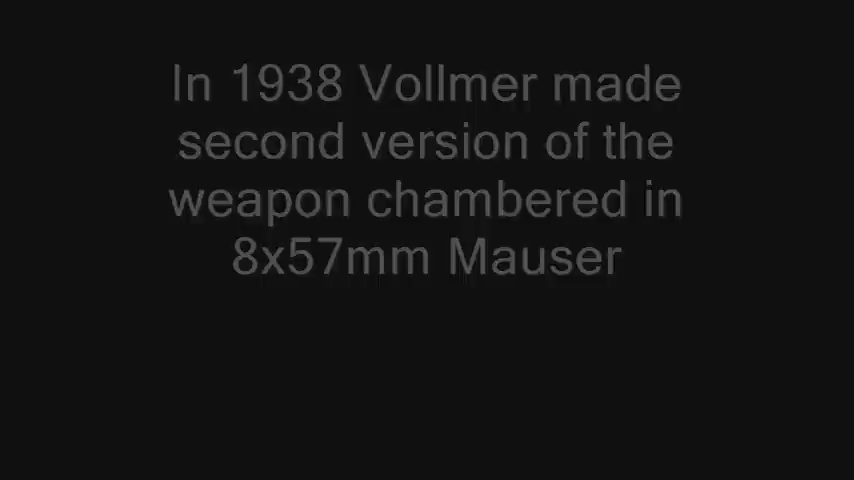 In 1938 Vollmer made
second version of the
weapon chambered in
8x57mm Mauser